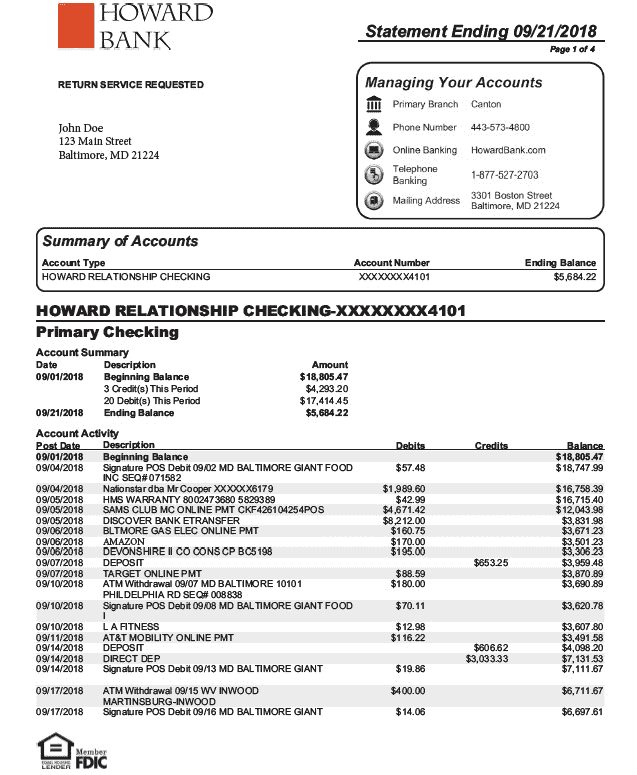 HOWARD
BANK
Statement Ending 09/21/2018
Page 1 of 4
RETURN SERVICE REQUESTED
John Doe
123 Main Street
Baltimore, MD 21224
Managing Your Accounts
Primary Branch Canton
Phone Number 443-573-4800
Online Banking HowardBank.com
Telephone
Banking 1-877-527-2703
Mailing Address 3301 Boston Street
Baltimore, MD 21224
Summary of Accounts
Account Type Account Number Ending Balance
HOWARD RELATIONSHIP CHECKING XXXXXXXX4101 $5,684.22
HOWARD RELATIONSHIP CHECKING-XXXXXXXX4101
Primary Checking
Account Summary
Date Description Amount
09/01/2018 Beginning Balance $18,805.47
3 Credit(s) This Period $4,293.20
20 Debit(s) This Period $17,414.45
09/21/2018 Ending Balance $5,684.22
Account Activity
Post Date Description Debits Credits Balance
09/01/2018 Beginning Balance $18,805.47
09/04/2018 Signature POS Debit 09/02 MD BALTIMORE GIANT FOOD $57.48 $18,747.99
INC SEQ# 071582
09/04/2018 Nationstar dba Mr Cooper XXXXXX6179 $1,989.60 $16,758.39
09/05/2018 HMS WARRANTY 8002473680 5829389 $42.99 $16,715.40
09/05/2018 SAMS CLUB MC ONLINE PMT CKF426104254POS $4,671.42 $12,043.98
09/05/2018 DISCOVER BANK ETRANSFER $8,212.00 $3,831.98
09/06/2018 BLTMORE GAS ELEC ONLINE PMT $160.75 $3,671.23
09/06/2018 AMAZON $170.00 $3,501.23
09/06/2018 DEVONSHIRE II CO CONS CP BC5198 $195.00 $3,306.23
09/07/2018 DEPOSIT $653.25 $3,959.48
09/07/2018 TARGET ONLINE PMT $88.59 $3,870.89
09/10/2018 ATM Withdrawal 09/07 MD BALTIMORE 10101 $180.00 $3,690.89
PHILDELPHIA RD SEQ# 008838
09/10/2018 Signature POS Debit 09/08 MD BALTIMORE GIANT FOOD $70.11 $3,620.78
I
09/10/2018 L A FITNESS $12.98 $3,607.80
09/11/2018 AT&T MOBILITY ONLINE PMT $116.22 $3,491.58
09/14/2018 DEPOSIT $606.62 $4,098.20
09/14/2018 DIRECT DEP $3,033.33 $7,131.53
09/14/2018 Signature POS Debit 09/13 MD BALTIMORE GIANT $19.86 $7,111.67
09/17/2018 ATM Withdrawal 09/15 WV INWOOD $400.00 $6,711.67
MARTINSBURG-INWOOD
09/17/2018 Signature POS Debit 09/16 MD BALTIMORE GIANT $14.06 $6,697.61
EQUAL HOUSING
LENDER
Member
FDIC